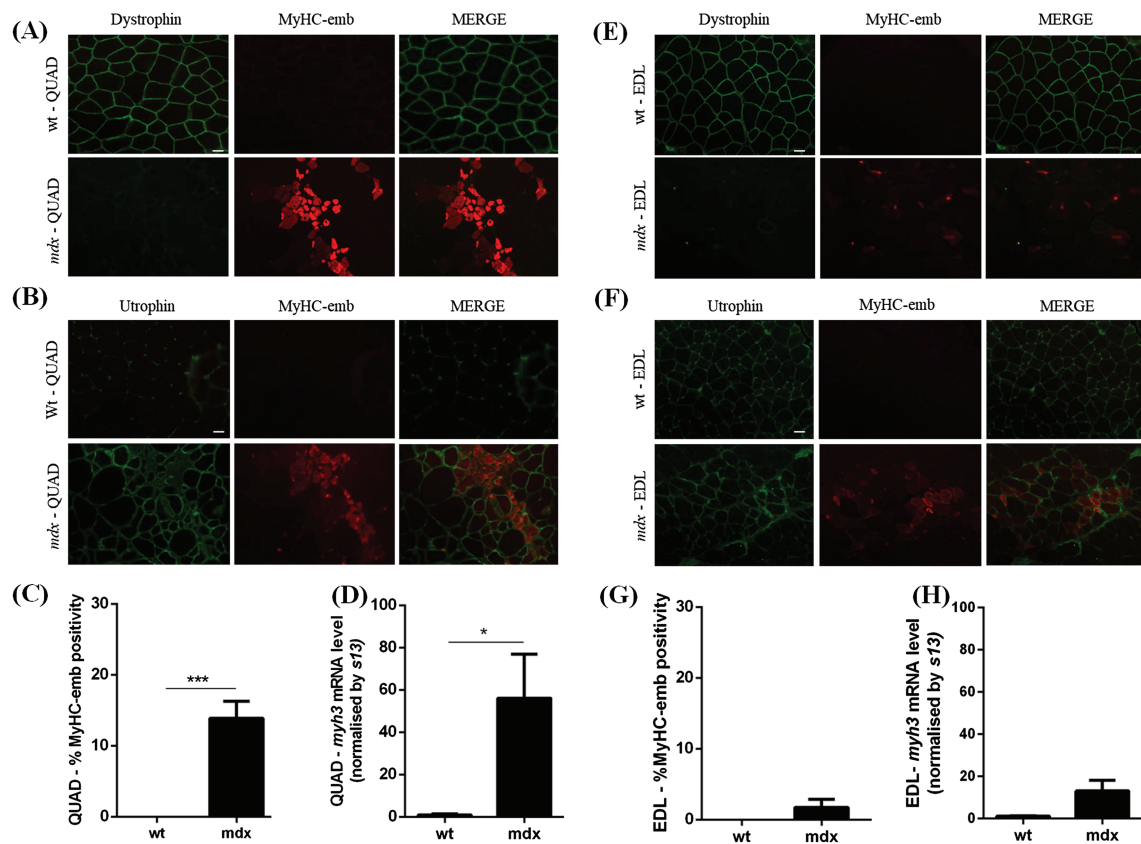 (A)
Dystrophin MyHC-emb MERGE
wt - QUAD
mdx - QUAD
(B)
Utrophin MyHC-emb MERGE
Wt - QUAD
mdx - QUAD
(C)
QUAD - % MyHC-emb positivity
30
20
10
0
***
wt mdx
(D)
QUAD - myh3 mRNA level
(normalised by s13)
100
80
60
40
20
0
*
wt mdx
(E)
Dystrophin MyHC-emb MERGE
wt - EDL
mdx - EDL
(F)
Utrophin MyHC-emb MERGE
wt - EDL
mdx - EDL
(G)
EDL - %MyHC-emb positivity
30
20
10
0
wt mdx
(H)
EDL- myh3 mRNA level
(normalised by s13)
100
80
60
40
20
0
wt mdx